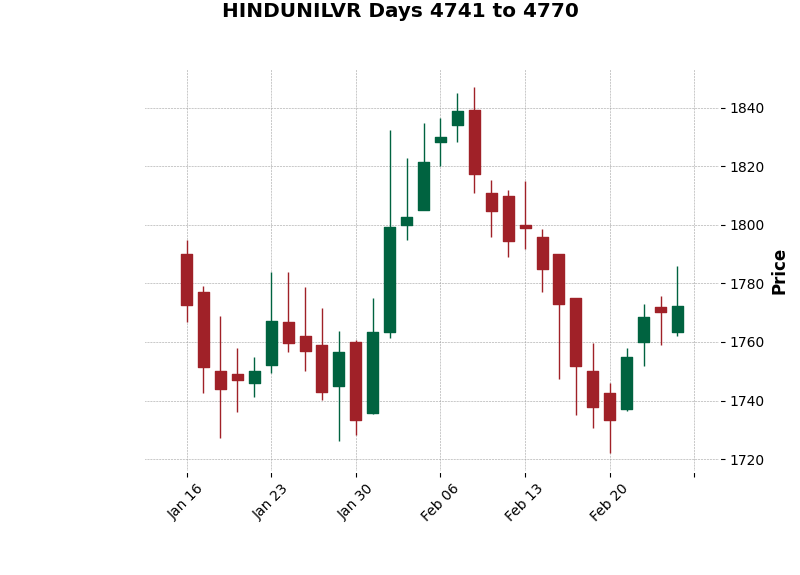 HINDUNILVR Days 4741 to 4770
1840
1820
1800
1780
1760
1740
1720
Price
Jan 16
Jan 23
Jan 30
Feb 06
Feb 13
Feb 20